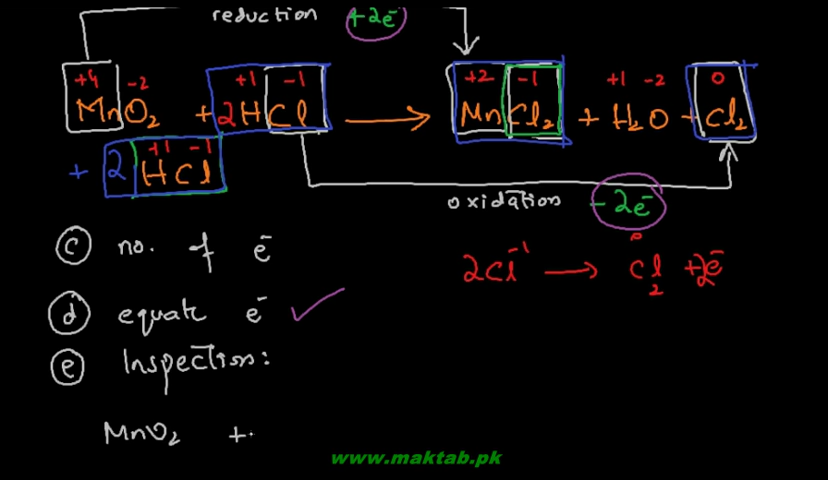 reduction +2e⁻
+4 -2 +1 -1 +2 -1 +1 -2 0
MnO₂ + 2HCl → MnCl₂ + H₂O + Cl₂
+1 -1
+ 2 HCl
oxidation -2e⁻
(c) no. of e⁻
2Cl⁻¹ → Cl₂⁰ + 2e⁻
(d) equate e⁻ ✓
(e) Inspection:
MnO₂ +
www.maktab.pk